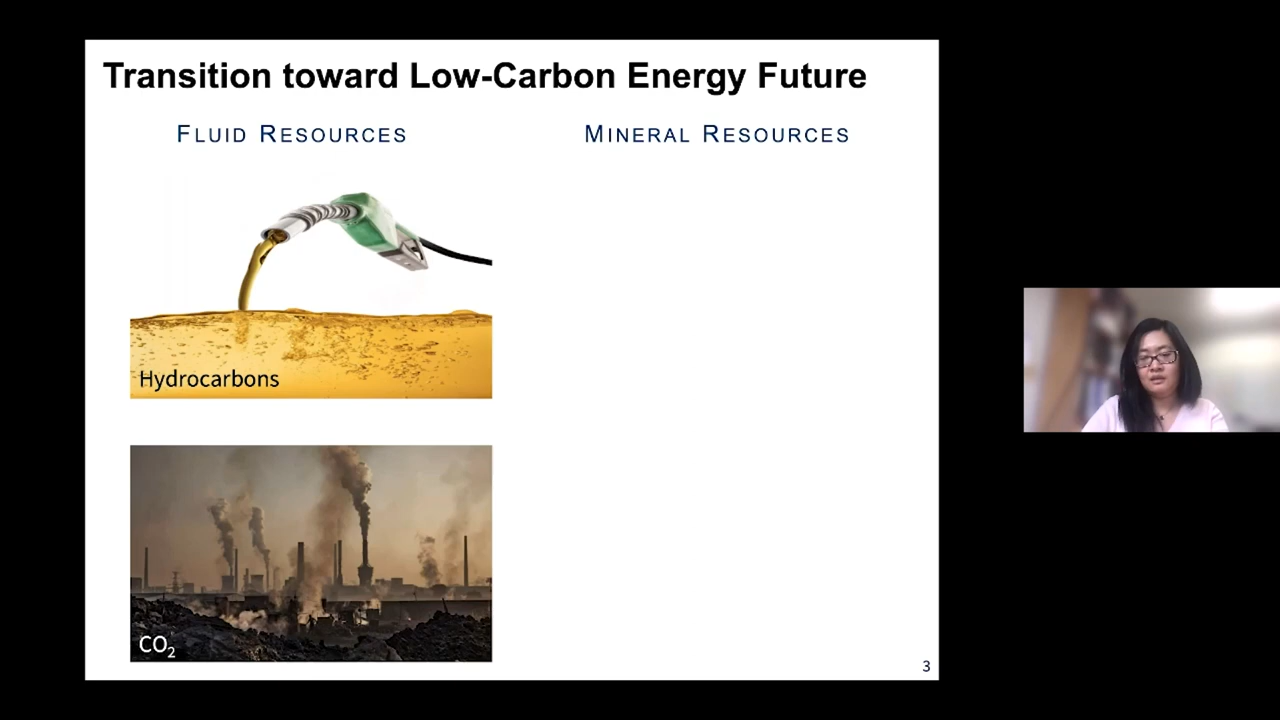 Transition toward Low-Carbon Energy Future
FLUID RESOURCES
MINERAL RESOURCES
Hydrocarbons
CO₂
3